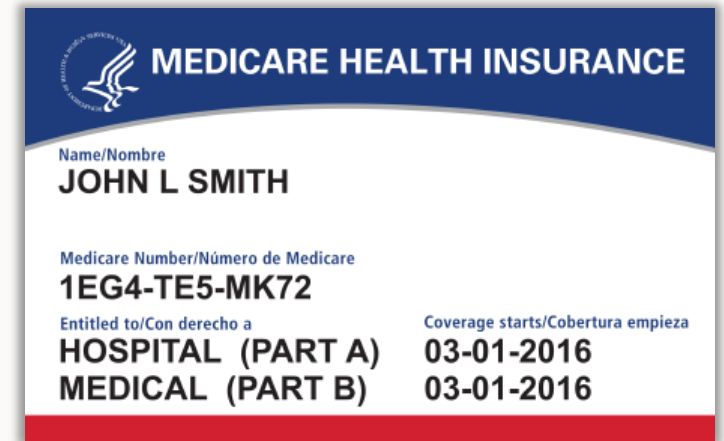 MEDICARE HEALTH INSURANCE
Name/Nombre
JOHN L SMITH
Medicare Number/Número de Medicare
1EG4-TE5-MK72
Entitled to/Con derecho a
Coverage starts/Cobertura empieza
HOSPITAL (PART A) 03-01-2016
MEDICAL (PART B) 03-01-2016